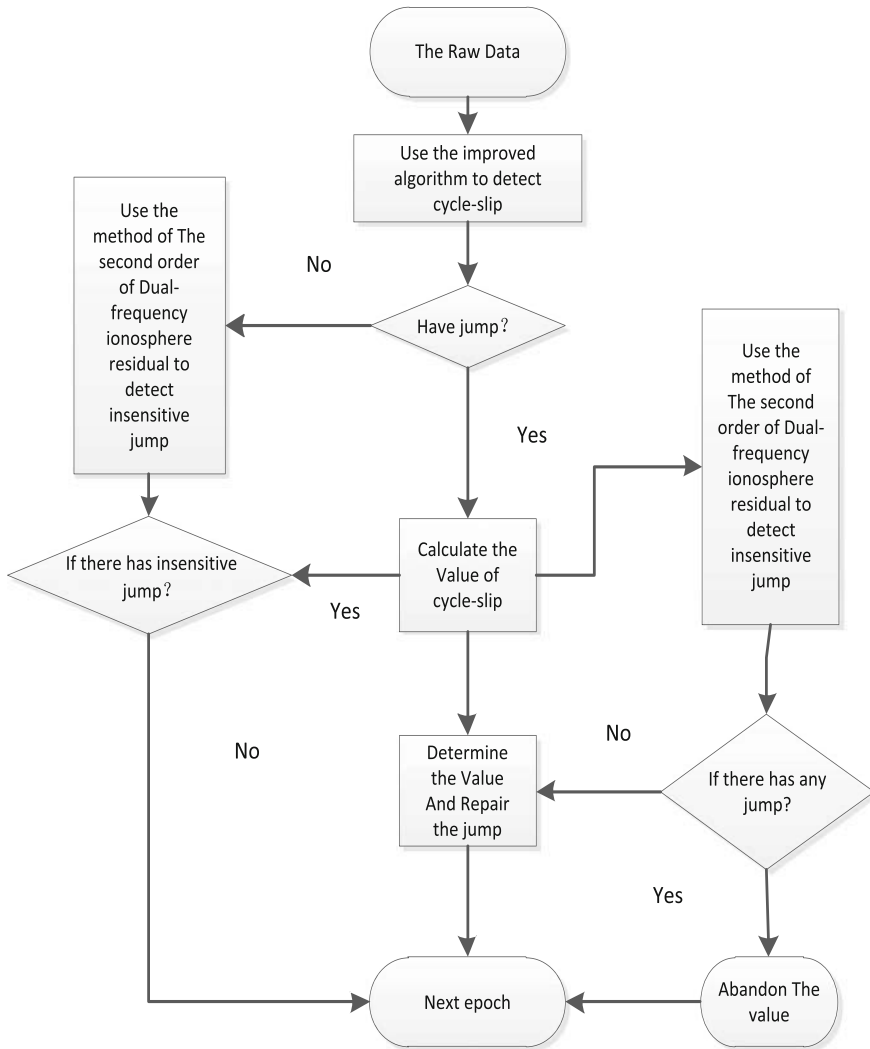 The Raw Data
Use the improved
algorithm to detect
cycle-slip
Use the
method of The
second order
of Dual-
frequency
ionosphere
residual to
detect
insensitive
jump
No
Have jump？
Yes
Use the
method of
The second
order of Dual-
frequency
ionosphere
residual to
detect
insensitive
jump
If there has insensitive
jump？
Yes
Calculate the
Value of
cycle-slip
No
Determine
the Value
And Repair
the jump
No
If there has any
jump?
Yes
Next epoch
Abandon The
value